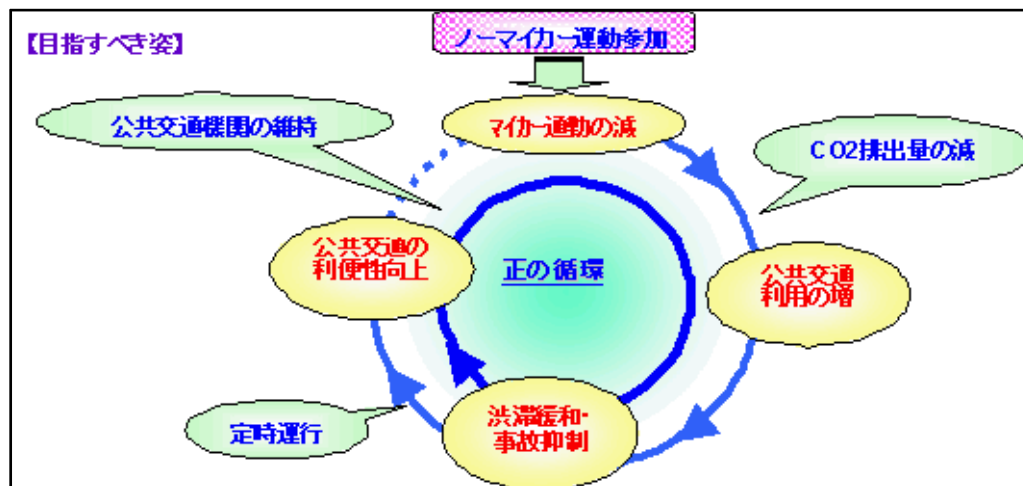 【目指すべき姿】
ノーマイカー運動参加
マイカー通勤の減
公共交通機関の維持
CO2排出量の減
公共交通の
利便性向上
正の循環
公共交通
利用の増
渋滞緩和・
事故抑制
定時運行